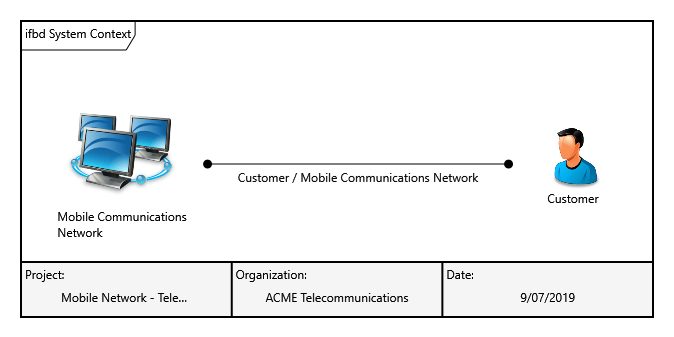 ifbd System Context
Customer / Mobile Communications Network
Mobile Communications
Network
Customer
Project:
Mobile Network - Tele...
Organization:
ACME Telecommunications
Date:
9/07/2019